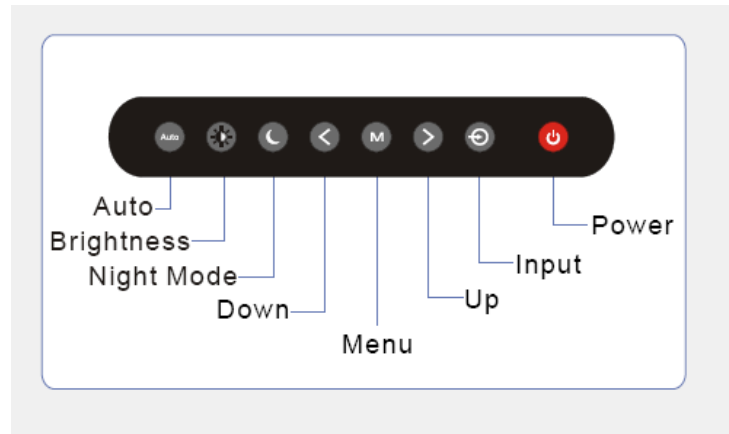 Auto
M
Auto
Brightness
Night Mode
Down
Menu
Up
Input
Power